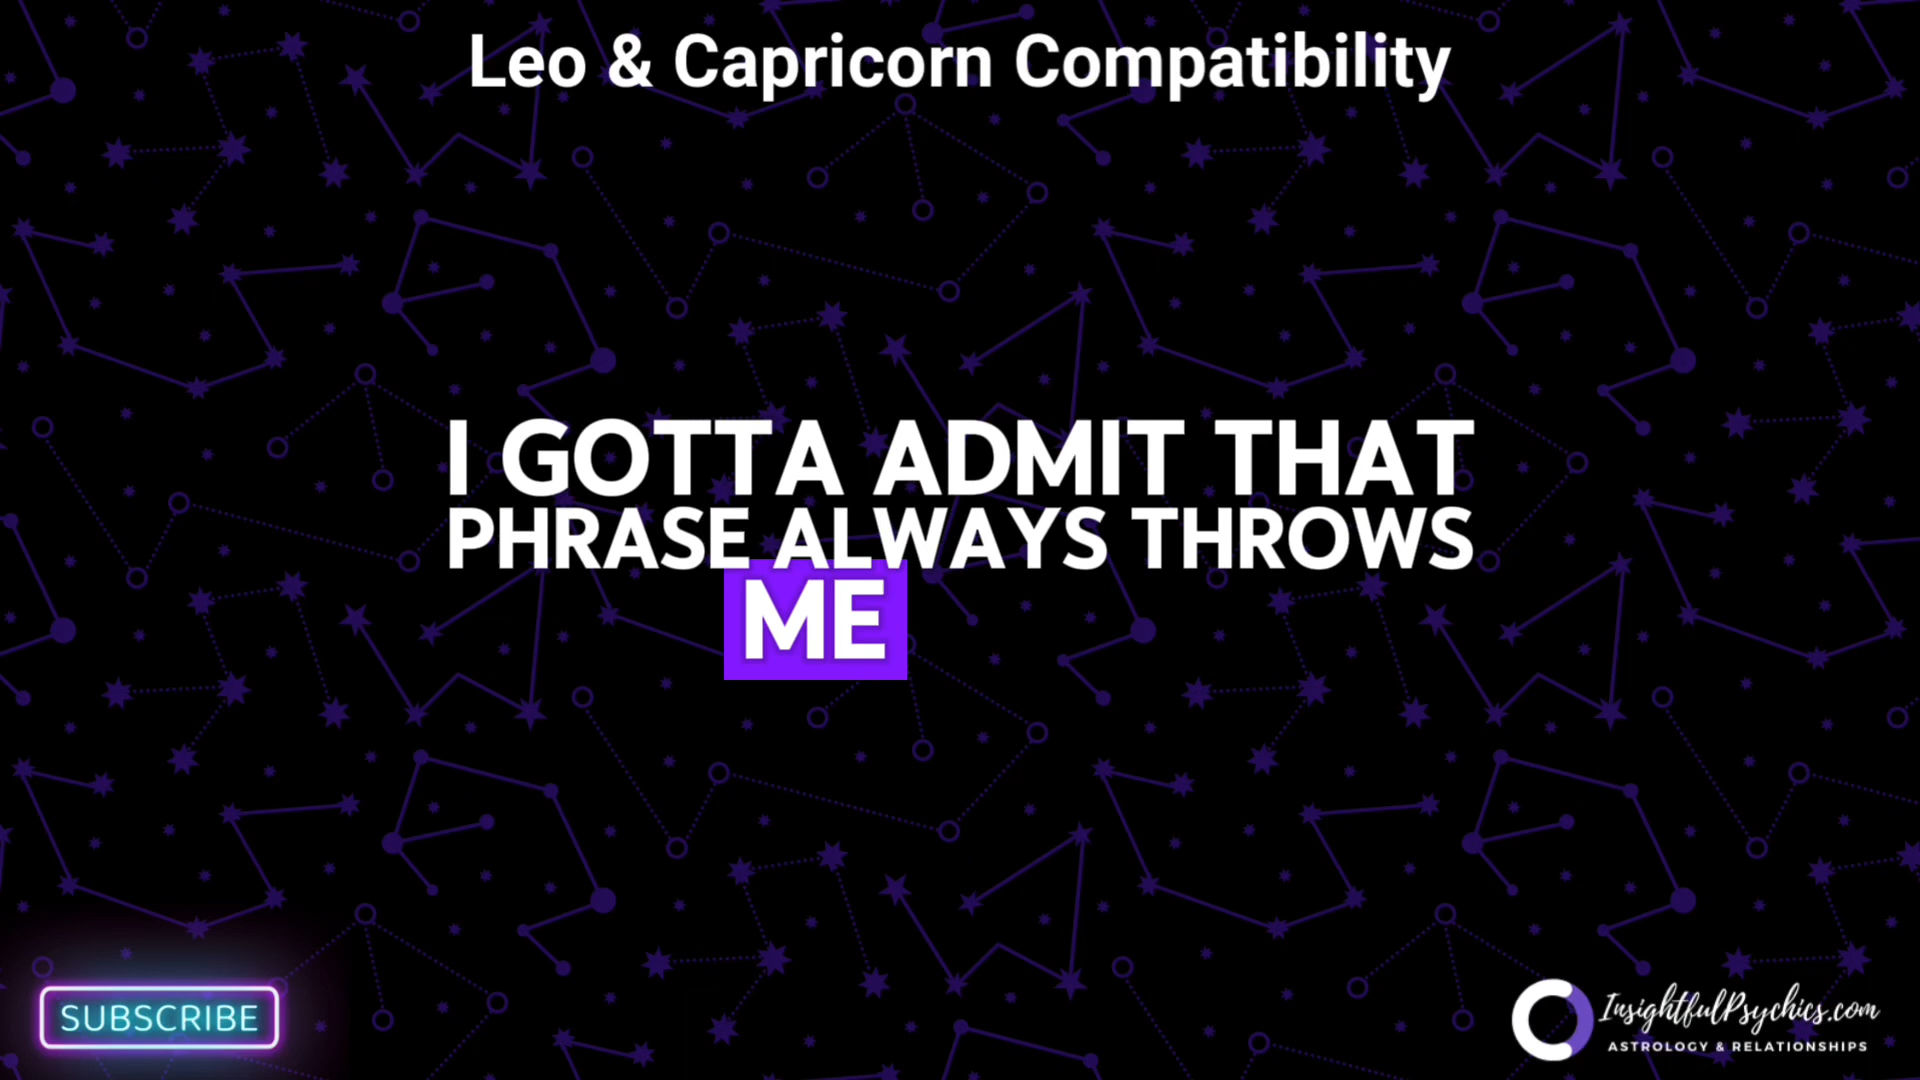 Leo & Capricorn Compatibility
I GOTTA ADMIT THAT
PHRASE ALWAYS THROWS
ME
SUBSCRIBE
InsightfulPsychics.com
ASTROLOGY & RELATIONSHIPS